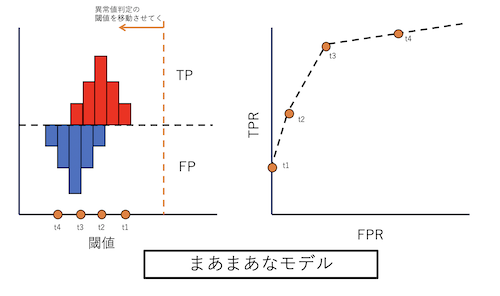 異常値判定の
閾値を移動させてく
TP
FP
t4 t3 t2 t1
閾値
TPR
t1
t2
t3
t4
FPR
まあまあなモデル